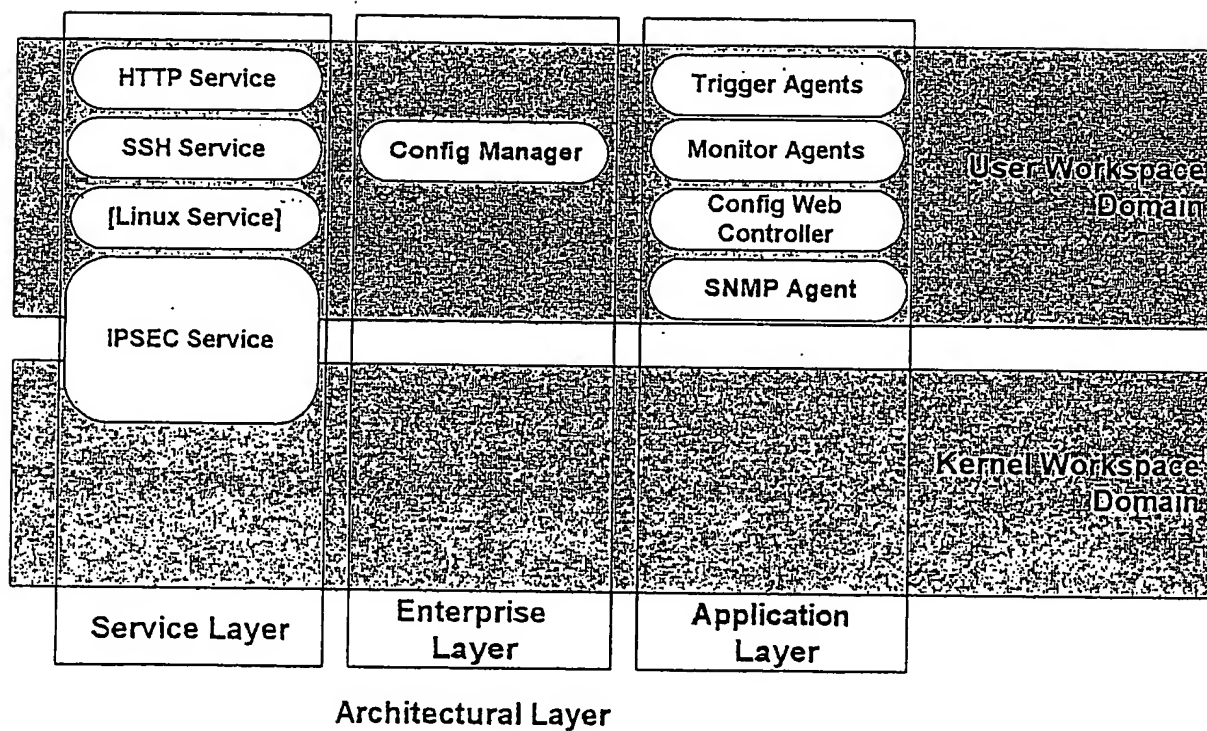 HTTP Service
SSH Service
[Linux Service]
IPSEC Service
Config Manager
Trigger Agents
Monitor Agents
Config Web
Controller
SNMP Agent
User Workspace
Domain
Kernel Workspace
Domain
Service Layer
Enterprise
Layer
Application
Layer
Architectural Layer